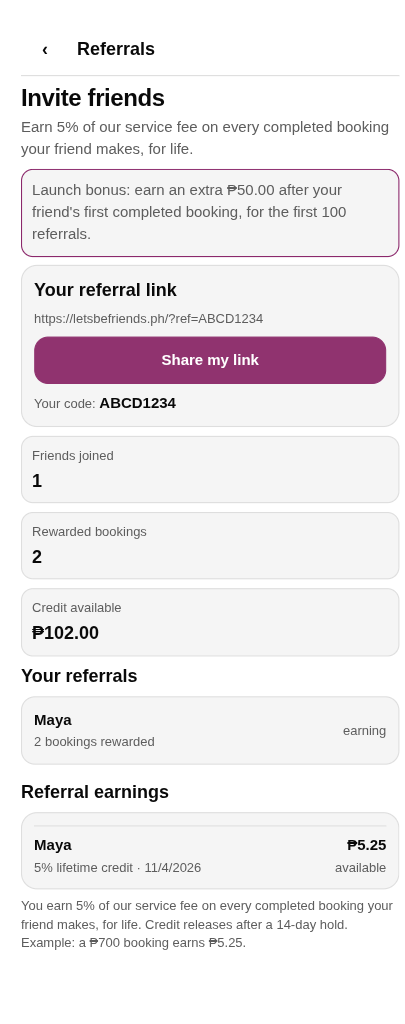 ‹ Referrals
Invite friends
Earn 5% of our service fee on every completed booking
your friend makes, for life.
Launch bonus: earn an extra ₱50.00 after your
friend's first completed booking, for the first 100
referrals.
Your referral link
https://letsbefriends.ph/?ref=ABCD1234
Share my link
Your code: ABCD1234
Friends joined
1
Rewarded bookings
2
Credit available
₱102.00
Your referrals
Maya
2 bookings rewarded
earning
Referral earnings
Maya ₱5.25
5% lifetime credit · 11/4/2026 available
You earn 5% of our service fee on every completed booking your
friend makes, for life. Credit releases after a 14-day hold.
Example: a ₱700 booking earns ₱5.25.